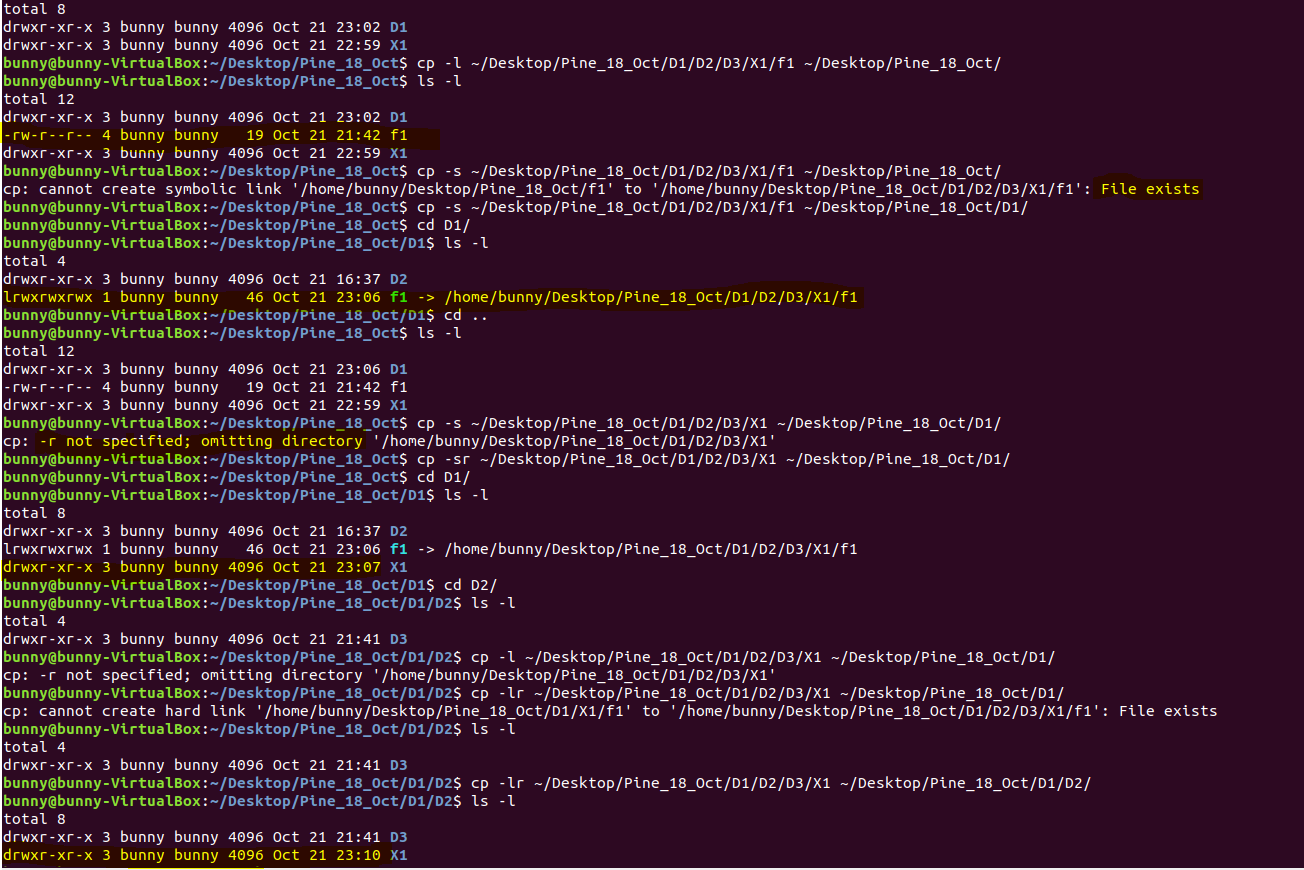 total 8
drwxr-xr-x 3 bunny bunny 4096 Oct 21 23:02 D1
drwxr-xr-x 3 bunny bunny 4096 Oct 21 22:59 X1
bunny@bunny-VirtualBox:~/Desktop/Pine_18_Oct$ cp -l ~/Desktop/Pine_18_Oct/D1/D2/D3/X1/f1 ~/Desktop/Pine_18_Oct/
bunny@bunny-VirtualBox:~/Desktop/Pine_18_Oct$ ls -l
total 12
drwxr-xr-x 3 bunny bunny 4096 Oct 21 23:02 D1
-rw-r--r-- 4 bunny bunny   19 Oct 21 21:42 f1
drwxr-xr-x 3 bunny bunny 4096 Oct 21 22:59 X1
bunny@bunny-VirtualBox:~/Desktop/Pine_18_Oct$ cp -s ~/Desktop/Pine_18_Oct/D1/D2/D3/X1/f1 ~/Desktop/Pine_18_Oct/
cp: cannot create symbolic link '/home/bunny/Desktop/Pine_18_Oct/f1' to '/home/bunny/Desktop/Pine_18_Oct/D1/D2/D3/X1/f1': File exists
bunny@bunny-VirtualBox:~/Desktop/Pine_18_Oct$ cp -s ~/Desktop/Pine_18_Oct/D1/D2/D3/X1/f1 ~/Desktop/Pine_18_Oct/D1/
bunny@bunny-VirtualBox:~/Desktop/Pine_18_Oct$ cd D1/
bunny@bunny-VirtualBox:~/Desktop/Pine_18_Oct/D1$ ls -l
total 4
drwxr-xr-x 3 bunny bunny 4096 Oct 21 16:37 D2
lrwxrwxrwx 1 bunny bunny   46 Oct 21 23:06 f1 -> /home/bunny/Desktop/Pine_18_Oct/D1/D2/D3/X1/f1
bunny@bunny-VirtualBox:~/Desktop/Pine_18_Oct/D1$ cd ..
bunny@bunny-VirtualBox:~/Desktop/Pine_18_Oct$ ls -l
total 12
drwxr-xr-x 3 bunny bunny 4096 Oct 21 23:06 D1
-rw-r--r-- 4 bunny bunny   19 Oct 21 21:42 f1
drwxr-xr-x 3 bunny bunny 4096 Oct 21 22:59 X1
bunny@bunny-VirtualBox:~/Desktop/Pine_18_Oct$ cp -s ~/Desktop/Pine_18_Oct/D1/D2/D3/X1 ~/Desktop/Pine_18_Oct/D1/
cp: -r not specified; omitting directory '/home/bunny/Desktop/Pine_18_Oct/D1/D2/D3/X1'
bunny@bunny-VirtualBox:~/Desktop/Pine_18_Oct$ cp -sr ~/Desktop/Pine_18_Oct/D1/D2/D3/X1 ~/Desktop/Pine_18_Oct/D1/
bunny@bunny-VirtualBox:~/Desktop/Pine_18_Oct$ cd D1/
bunny@bunny-VirtualBox:~/Desktop/Pine_18_Oct/D1$ ls -l
total 8
drwxr-xr-x 3 bunny bunny 4096 Oct 21 16:37 D2
lrwxrwxrwx 1 bunny bunny   46 Oct 21 23:06 f1 -> /home/bunny/Desktop/Pine_18_Oct/D1/D2/D3/X1/f1
drwxr-xr-x 3 bunny bunny 4096 Oct 21 23:07 X1
bunny@bunny-VirtualBox:~/Desktop/Pine_18_Oct/D1$ cd D2/
bunny@bunny-VirtualBox:~/Desktop/Pine_18_Oct/D1/D2$ ls -l
total 4
drwxr-xr-x 3 bunny bunny 4096 Oct 21 21:41 D3
bunny@bunny-VirtualBox:~/Desktop/Pine_18_Oct/D1/D2$ cp -l ~/Desktop/Pine_18_Oct/D1/D2/D3/X1 ~/Desktop/Pine_18_Oct/D1/
cp: -r not specified; omitting directory '/home/bunny/Desktop/Pine_18_Oct/D1/D2/D3/X1'
bunny@bunny-VirtualBox:~/Desktop/Pine_18_Oct/D1/D2$ cp -lr ~/Desktop/Pine_18_Oct/D1/D2/D3/X1 ~/Desktop/Pine_18_Oct/D1/
cp: cannot create hard link '/home/bunny/Desktop/Pine_18_Oct/D1/X1/f1' to '/home/bunny/Desktop/Pine_18_Oct/D1/D2/D3/X1/f1': File exists
bunny@bunny-VirtualBox:~/Desktop/Pine_18_Oct/D1/D2$ ls -l
total 4
drwxr-xr-x 3 bunny bunny 4096 Oct 21 21:41 D3
bunny@bunny-VirtualBox:~/Desktop/Pine_18_Oct/D1/D2$ cp -lr ~/Desktop/Pine_18_Oct/D1/D2/D3/X1 ~/Desktop/Pine_18_Oct/D1/D2/
bunny@bunny-VirtualBox:~/Desktop/Pine_18_Oct/D1/D2$ ls -l
total 8
drwxr-xr-x 3 bunny bunny 4096 Oct 21 21:41 D3
drwxr-xr-x 3 bunny bunny 4096 Oct 21 23:10 X1